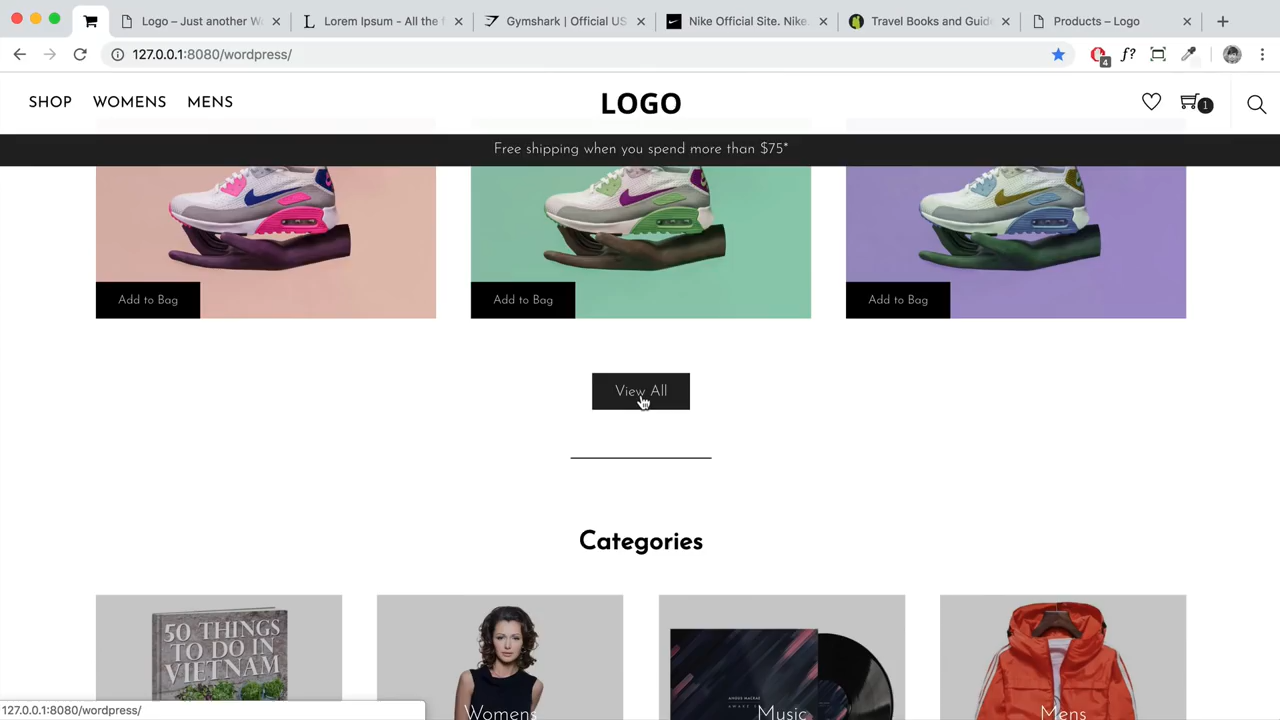 Logo – Just another W
Lorem Ipsum - All the f
Gymshark | Official US
Nike Official Site. Nike.
Travel Books and Guid
Products – Logo
127.0.0.1:8080/wordpress/
f?
4
SHOP WOMENS MENS
LOGO
1
Free shipping when you spend more than $75*
Add to Bag
Add to Bag
Add to Bag
View All
Categories
50 THINGS
TO DO IN
VIETNAM
Womens
Music
Mens
127.0.0.1:8080/wordpress/